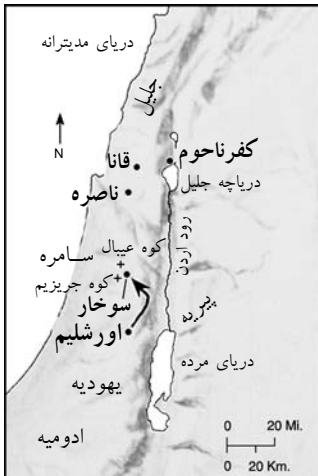 دریای مدیترانه
جلیل
N
کفرناحوم
قانا
دریاچه جلیل
ناصره
رود اردن
کوه عیبال
سـامره
کوه جریزیم
سوخار
پیریه
اورشلیم
دریای مرده
یهودیه
ادومیه
0 20 Mi.
0 20 Km.